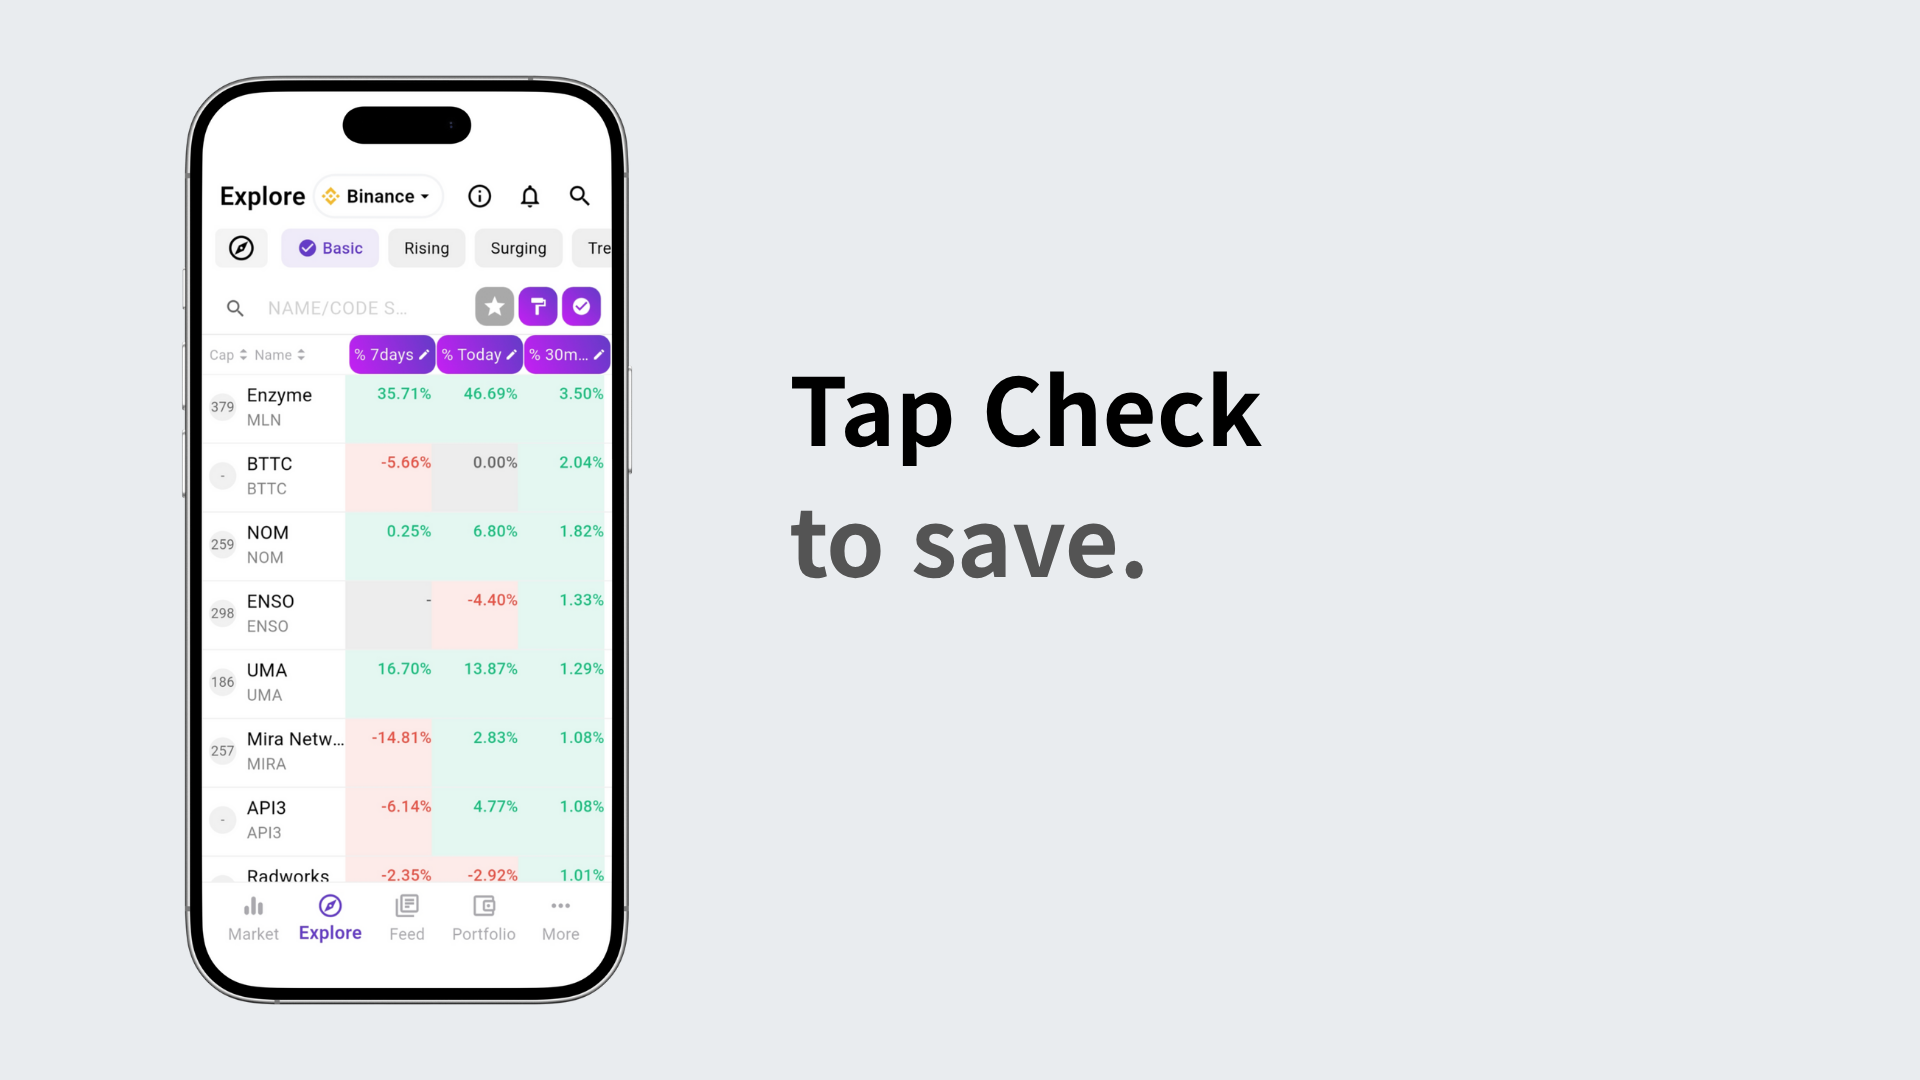 Explore Binance
Basic Rising Surging Tre
NAME/CODE S...
Cap Name % 7days % Today % 30m...
379 Enzyme MLN 35.71% 46.69% 3.50%
- BTTC BTTC -5.66% 0.00% 2.04%
259 NOM NOM 0.25% 6.80% 1.82%
298 ENSO ENSO - -4.40% 1.33%
186 UMA UMA 16.70% 13.87% 1.29%
257 Mira Netw... MIRA -14.81% 2.83% 1.08%
- API3 API3 -6.14% 4.77% 1.08%
Radworks -2.35% -2.92% 1.01%
Market Explore Feed Portfolio More
Tap Check
to save.